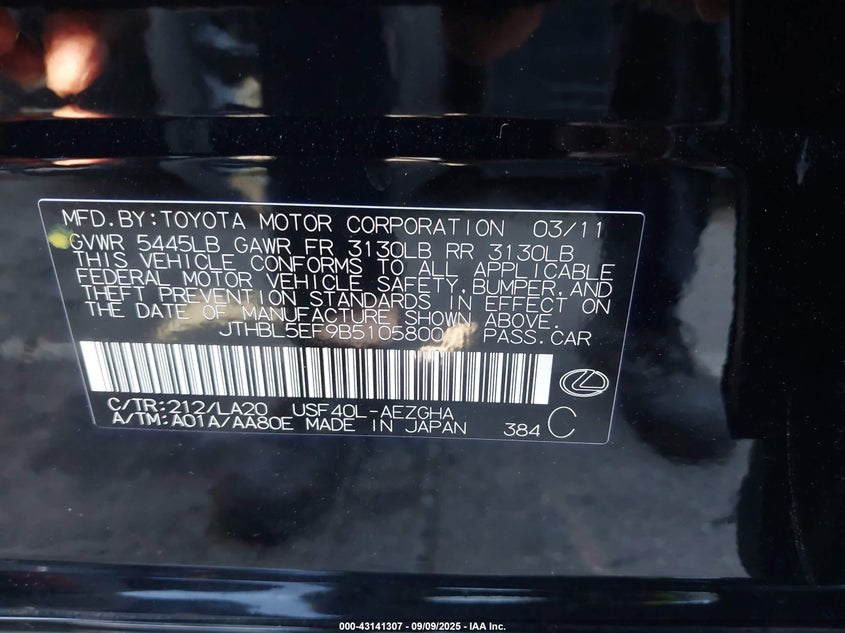 MFD.BY:TOYOTA MOTOR CORPORATION 03/11
GVWR 5445LB GAWR FR 3130LB RR 3130LB
THIS VEHICLE CONFORMS TO ALL APPLICABLE
FEDERAL MOTOR VEHICLE SAFETY,BUMPER,AND
THEFT PREVENTION STANDARDS IN EFFECT ON
THE DATE OF MANUFACTURE SHOWN ABOVE.
JTHBL5EF9B5105800 PASS.CAR
C/TR:212/LA20 USF40L-AEZGHA
A/TM:A01A/AA80E MADE IN JAPAN 384 C
000-43141307 - 09/09/2025 - IAA Inc.